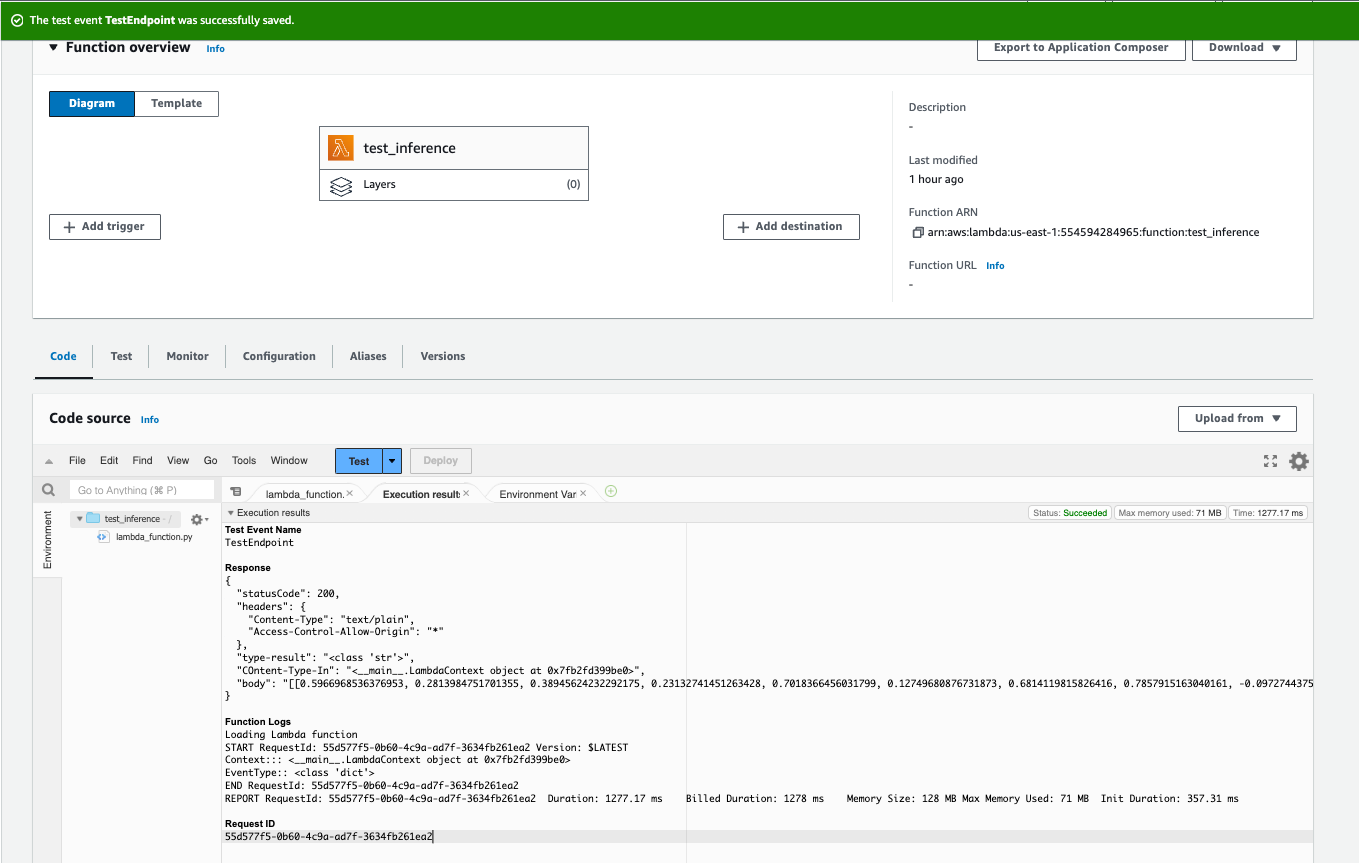 The test event TestEndpoint was successfully saved.
Function overview Info
Export to Application Composer
Download
Diagram
Template
test_inference
Layers
(0)
Add trigger
Add destination
Description
-
Last modified
1 hour ago
Function ARN
arn:aws:lambda:us-east-1:554594284965:function:test_inference
Function URL Info
-
Code
Test
Monitor
Configuration
Aliases
Versions
Code source Info
Upload from
File Edit Find View Go Tools Window
Test
Deploy
Go to Anything (⌘ P)
lambda_function.
Execution result
Environment Var
Environment
test_inference - /
lambda_function.py
Execution results
Status: Succeeded
Max memory used: 71 MB
Time: 1277.17 ms
Test Event Name
TestEndpoint
Response
{
  "statusCode": 200,
  "headers": {
    "Content-Type": "text/plain",
    "Access-Control-Allow-Origin": "*"
  },
  "type-result": "<class 'str'>",
  "COntent-Type-In": "<__main__.LambdaContext object at 0x7fb2fd399be0>",
  "body": "[[0.5966968536376953, 0.2813984751701355, 0.38945624232292175, 0.23132741451263428, 0.7018366456031799, 0.12749680876731873, 0.6814119815826416, 0.7857915163040161, -0.0972744375
}
Function Logs
Loading Lambda function
START RequestId: 55d577f5-0b60-4c9a-ad7f-3634fb261ea2 Version: $LATEST
Context::: <__main__.LambdaContext object at 0x7fb2fd399be0>
EventType:: <class 'dict'>
END RequestId: 55d577f5-0b60-4c9a-ad7f-3634fb261ea2
REPORT RequestId: 55d577f5-0b60-4c9a-ad7f-3634fb261ea2  Duration: 1277.17 ms    Billed Duration: 1278 ms    Memory Size: 128 MB Max Memory Used: 71 MB  Init Duration: 357.31 ms
Request ID
55d577f5-0b60-4c9a-ad7f-3634fb261ea2